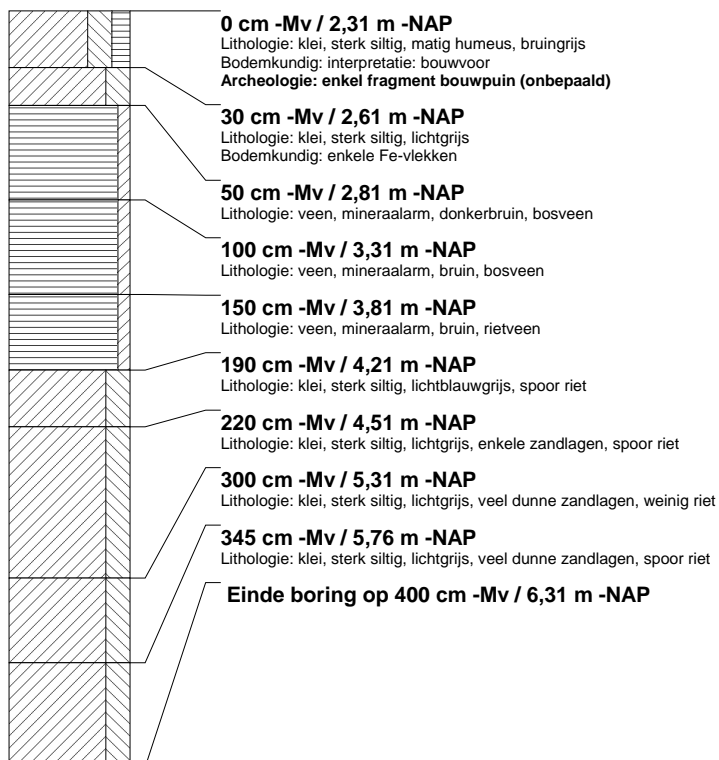 0 cm -Mv / 2,31 m -NAP
Lithologie: klei, sterk siltig, matig humeus, bruingrijs
Bodemkundig: interpretatie: bouwvoor
Archeologie: enkel fragment bouwpuin (onbepaald)
30 cm -Mv / 2,61 m -NAP
Lithologie: klei, sterk siltig, lichtgrijs
Bodemkundig: enkele Fe-vlekken
50 cm -Mv / 2,81 m -NAP
Lithologie: veen, mineraalarm, donkerbruin, bosveen
100 cm -Mv / 3,31 m -NAP
Lithologie: veen, mineraalarm, bruin, bosveen
150 cm -Mv / 3,81 m -NAP
Lithologie: veen, mineraalarm, bruin, rietveen
190 cm -Mv / 4,21 m -NAP
Lithologie: klei, sterk siltig, lichtblauwgrijs, spoor riet
220 cm -Mv / 4,51 m -NAP
Lithologie: klei, sterk siltig, lichtgrijs, enkele zandlagen, spoor riet
300 cm -Mv / 5,31 m -NAP
Lithologie: klei, sterk siltig, lichtgrijs, veel dunne zandlagen, weinig riet
345 cm -Mv / 5,76 m -NAP
Lithologie: klei, sterk siltig, lichtgrijs, veel dunne zandlagen, spoor riet
Einde boring op 400 cm -Mv / 6,31 m -NAP